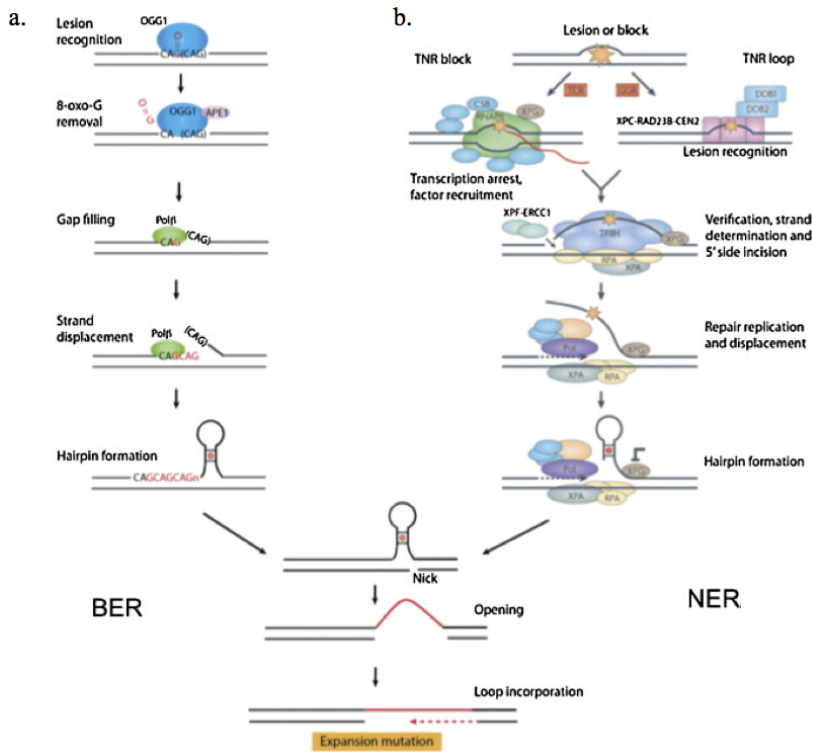 a.
Lesion
recognition
OGG1
CAG(CAG)
8-oxo-G
removal
OGG1
APE1
CA (CAG)
Gap filling
Polβ
(CAG)
CAG
Strand
displacement
Polβ
(CAG)
CAGCAG
Hairpin formation
CAGCAGCAGn
BER
b.
Lesion or block
TNR block
TNR loop
TCR
GGR
CSB
RNAPII
XPG
DDB1
DDB2
XPC-RAD23B-CEN2
Lesion recognition
Transcription arrest,
factor recruitment
XPF-ERCC1
TFIIH
XPG
RPA
XPA
Verification, strand
determination and
5' side incision
Pol
XPG
XPA
RPA
Repair replication
and displacement
Pol
XPG
XPA
RPA
Hairpin formation
NER
Nick
Opening
Loop incorporation
Expansion mutation